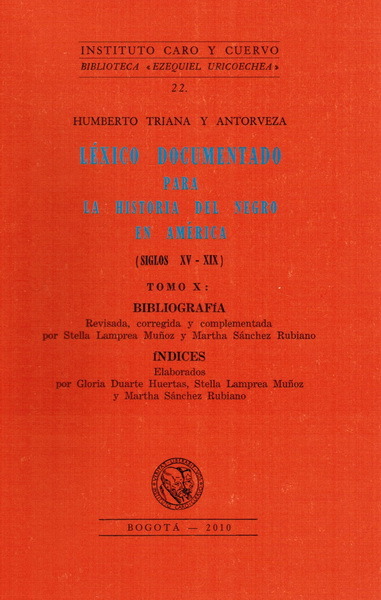 INSTITUTO CARO Y CUERVO
BIBLIOTECA «EZEQUIEL URICOECHEA»
22.
HUMBERTO TRIANA Y ANTORVEZA
LÉXICO DOCUMENTADO
PARA
LA HISTORIA DEL NEGRO
EN AMÉRICA
(SIGLOS XV - XIX)
TOMO X:
BIBLIOGRAFÍA
Revisada, corregida y complementada
por Stella Lamprea Muñoz y Martha Sánchez Rubiano
ÍNDICES
Elaborados
por Gloria Duarte Huertas, Stella Lamprea Muñoz
y Martha Sánchez Rubiano
BOGOTÁ — 2010